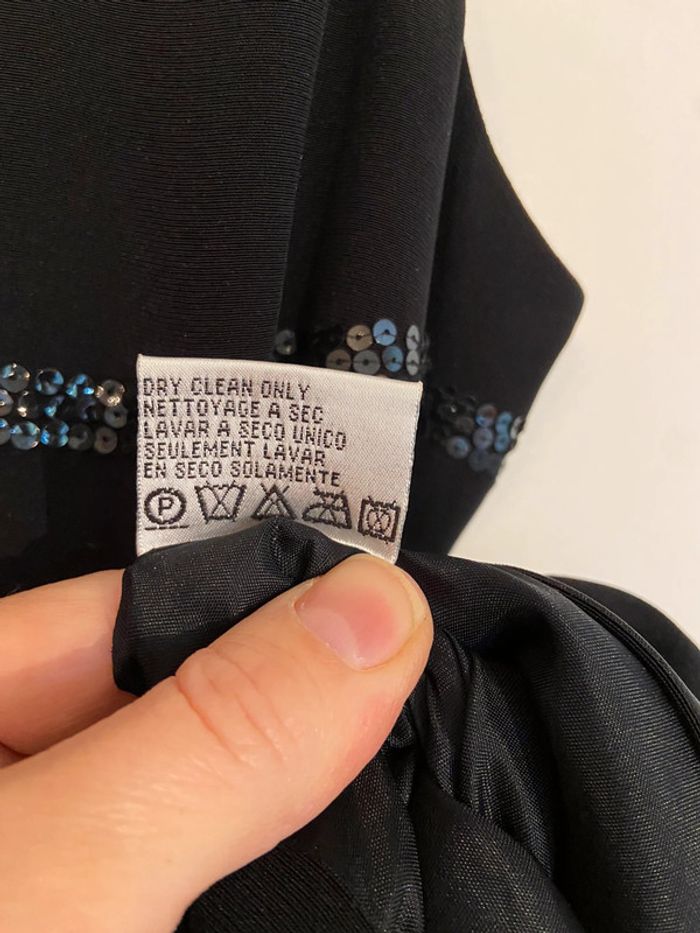 DRY CLEAN ONLY
NETTOYAGE A SEC
LAVAR A SECO UNICO
SEULEMENT LAVAR
EN SECO SOLAMENTE
P